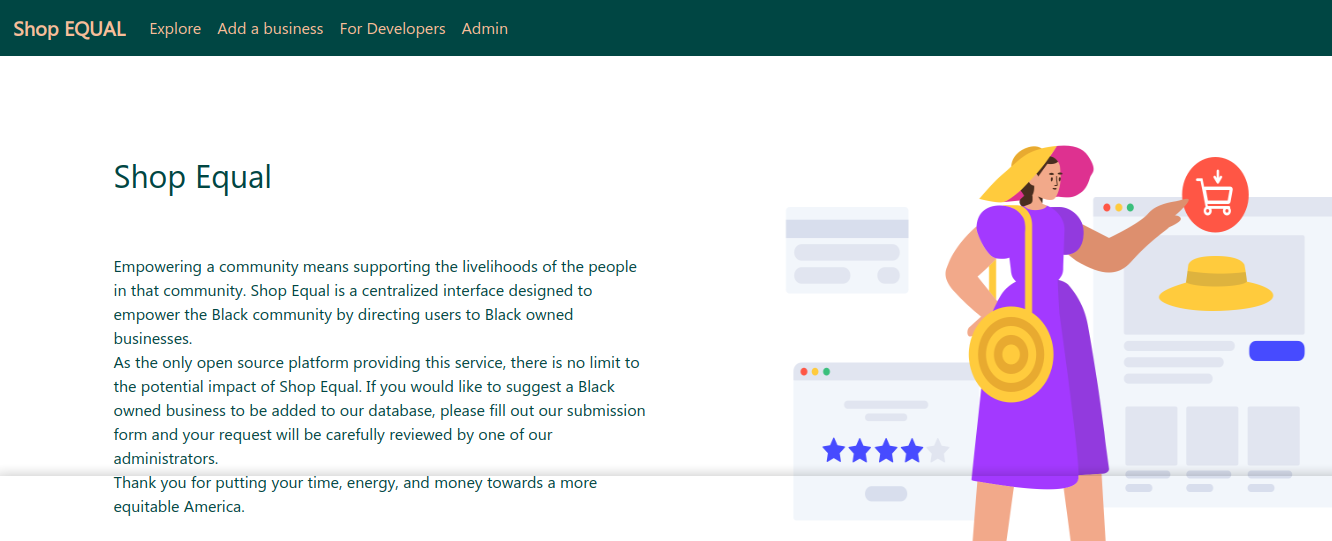 Shop EQUAL Explore Add a business For Developers Admin
Shop Equal
Empowering a community means supporting the livelihoods of the people
in that community. Shop Equal is a centralized interface designed to
empower the Black community by directing users to Black owned
businesses.
As the only open source platform providing this service, there is no limit to
the potential impact of Shop Equal. If you would like to suggest a Black
owned business to be added to our database, please fill out our submission
form and your request will be carefully reviewed by one of our
administrators.
Thank you for putting your time, energy, and money towards a more
equitable America.